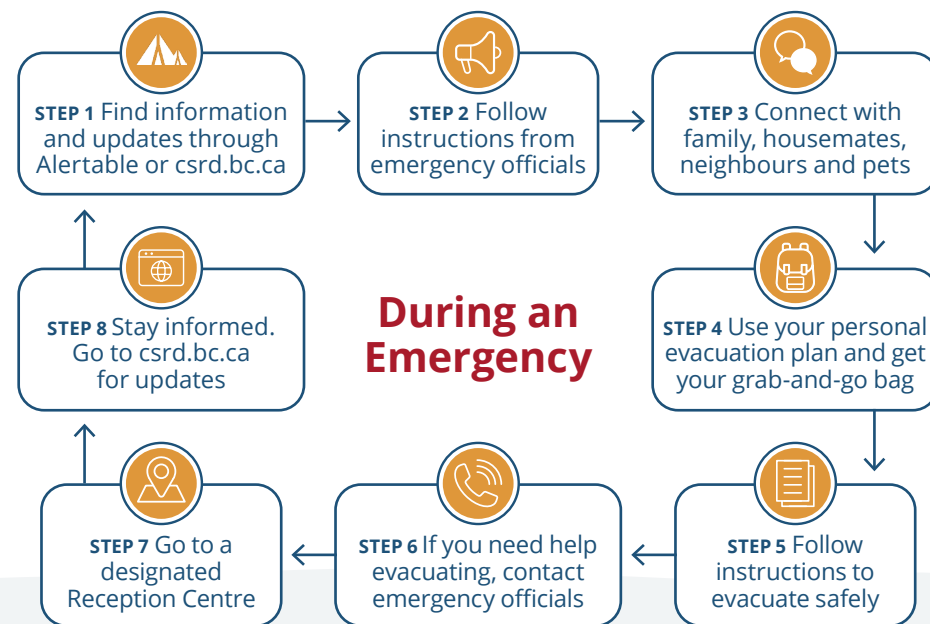 STEP 1 Find information
and updates through
Alertable or csrd.bc.ca
STEP 2 Follow
instructions from
emergency officials
STEP 3 Connect with
family, housemates,
neighbours and pets
During an
Emergency
STEP 4 Use your personal
evacuation plan and get
your grab-and-go bag
STEP 5 Follow
instructions to
evacuate safely
STEP 6 If you need help
evacuating, contact
emergency officials
STEP 7 Go to a
designated
Reception Centre
STEP 8 Stay informed.
Go to csrd.bc.ca
for updates